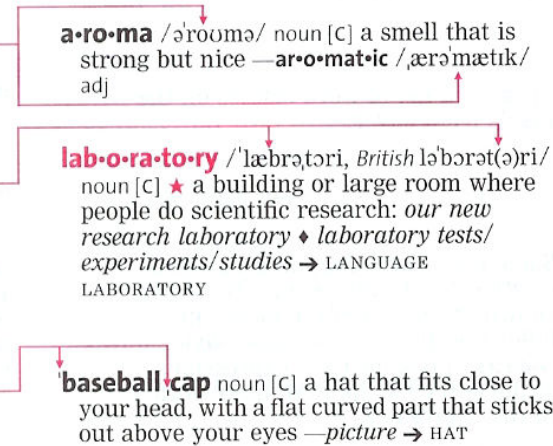 a•ro•ma /əˈroʊmə/ noun [C] a smell that is
strong but nice —ar•o•mat•ic /ˌærəˈmætɪk/
adj
lab•o•ra•to•ry /ˈlæbrəˌtɔri, British ləˈbɒrət(ə)ri/
noun [C] ★ a building or large room where
people do scientific research: our new
research laboratory ♦ laboratory tests/
experiments/studies → LANGUAGE
LABORATORY
ˈbaseball ˌcap noun [C] a hat that fits close to
your head, with a flat curved part that sticks
out above your eyes —picture → HAT